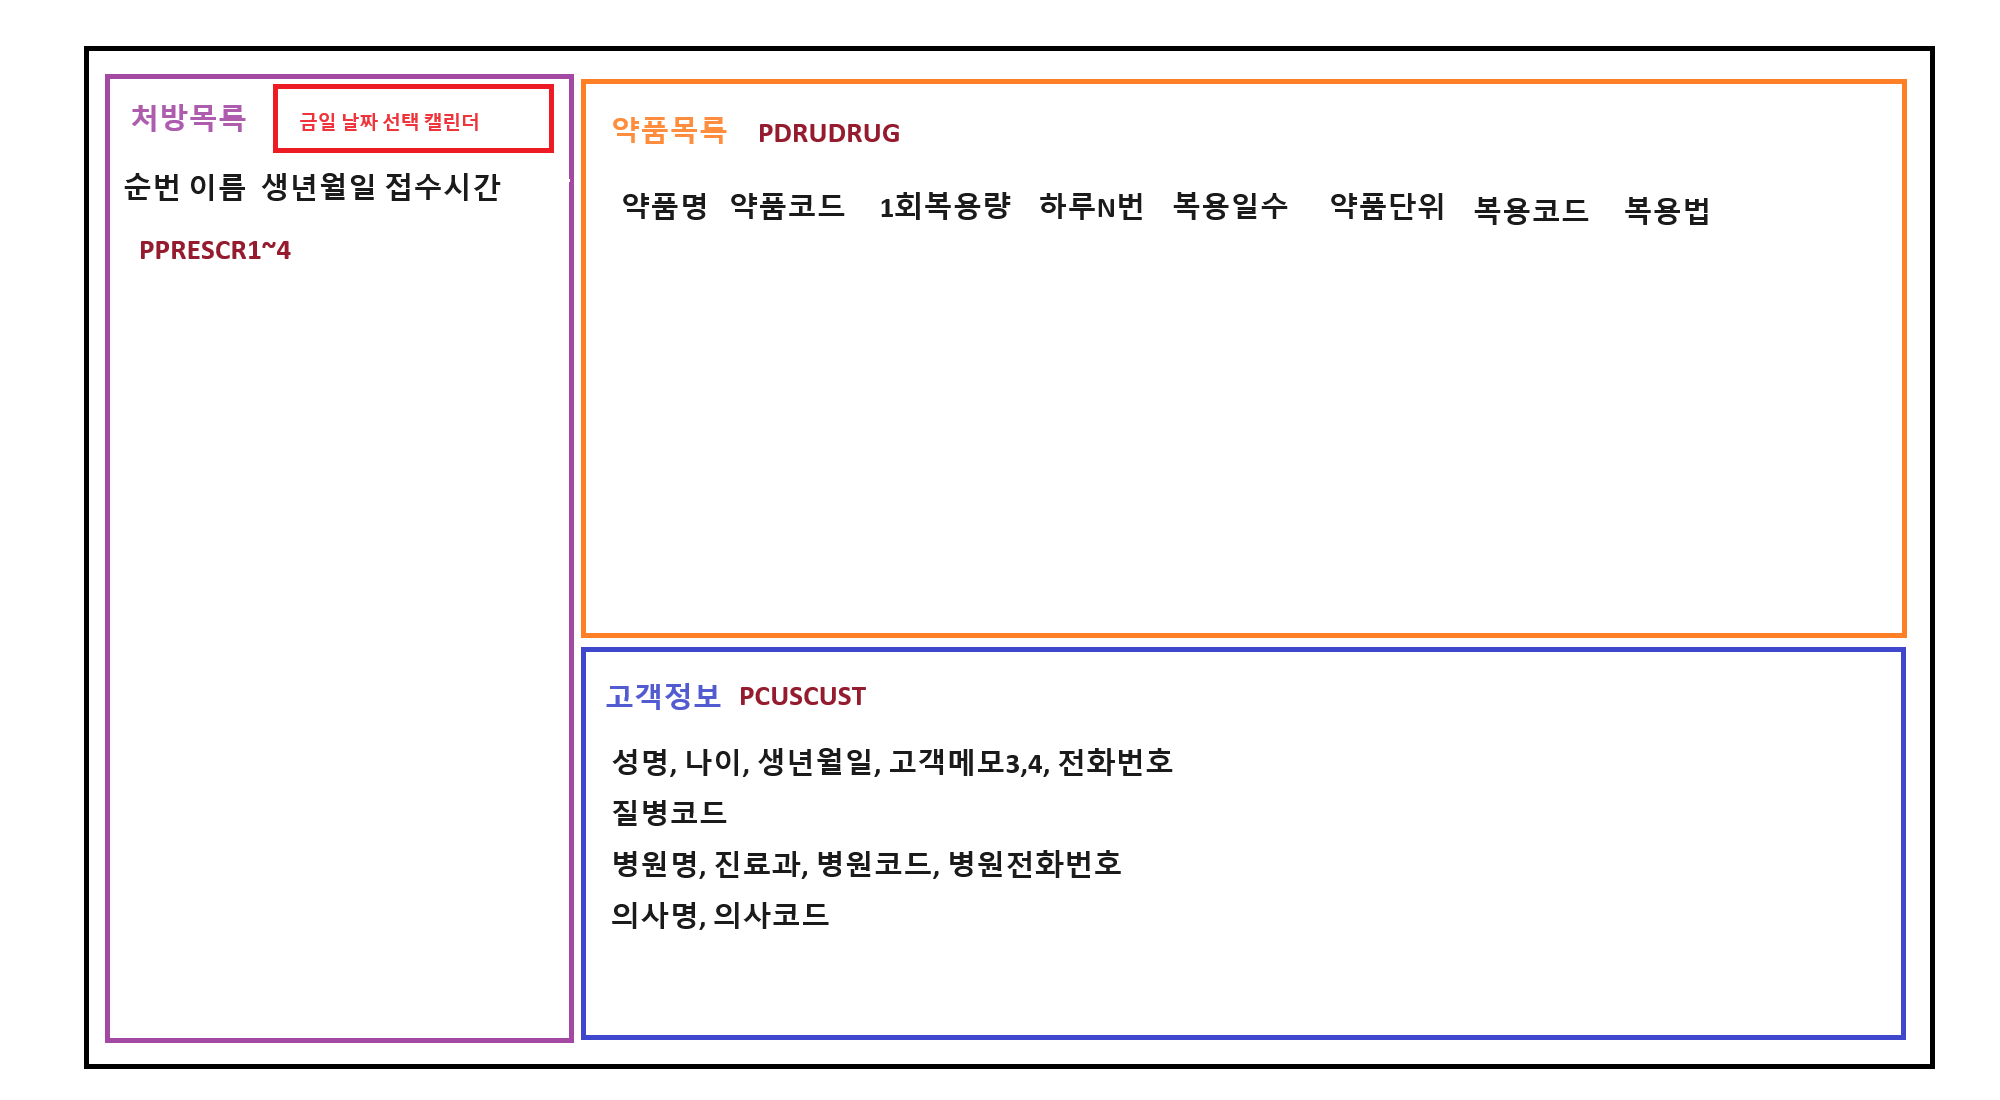 처방목록
금일 날짜 선택 캘린더
순번 이름 생년월일 접수시간
PPRESCR1~4
약품목록 PDRUDRUG
약품명 약품코드 1회복용량 하루N번 복용일수 약품단위 복용코드 복용법
고객정보 PCUSCUST
성명, 나이, 생년월일, 고객메모3,4, 전화번호
질병코드
병원명, 진료과, 병원코드, 병원전화번호
의사명, 의사코드